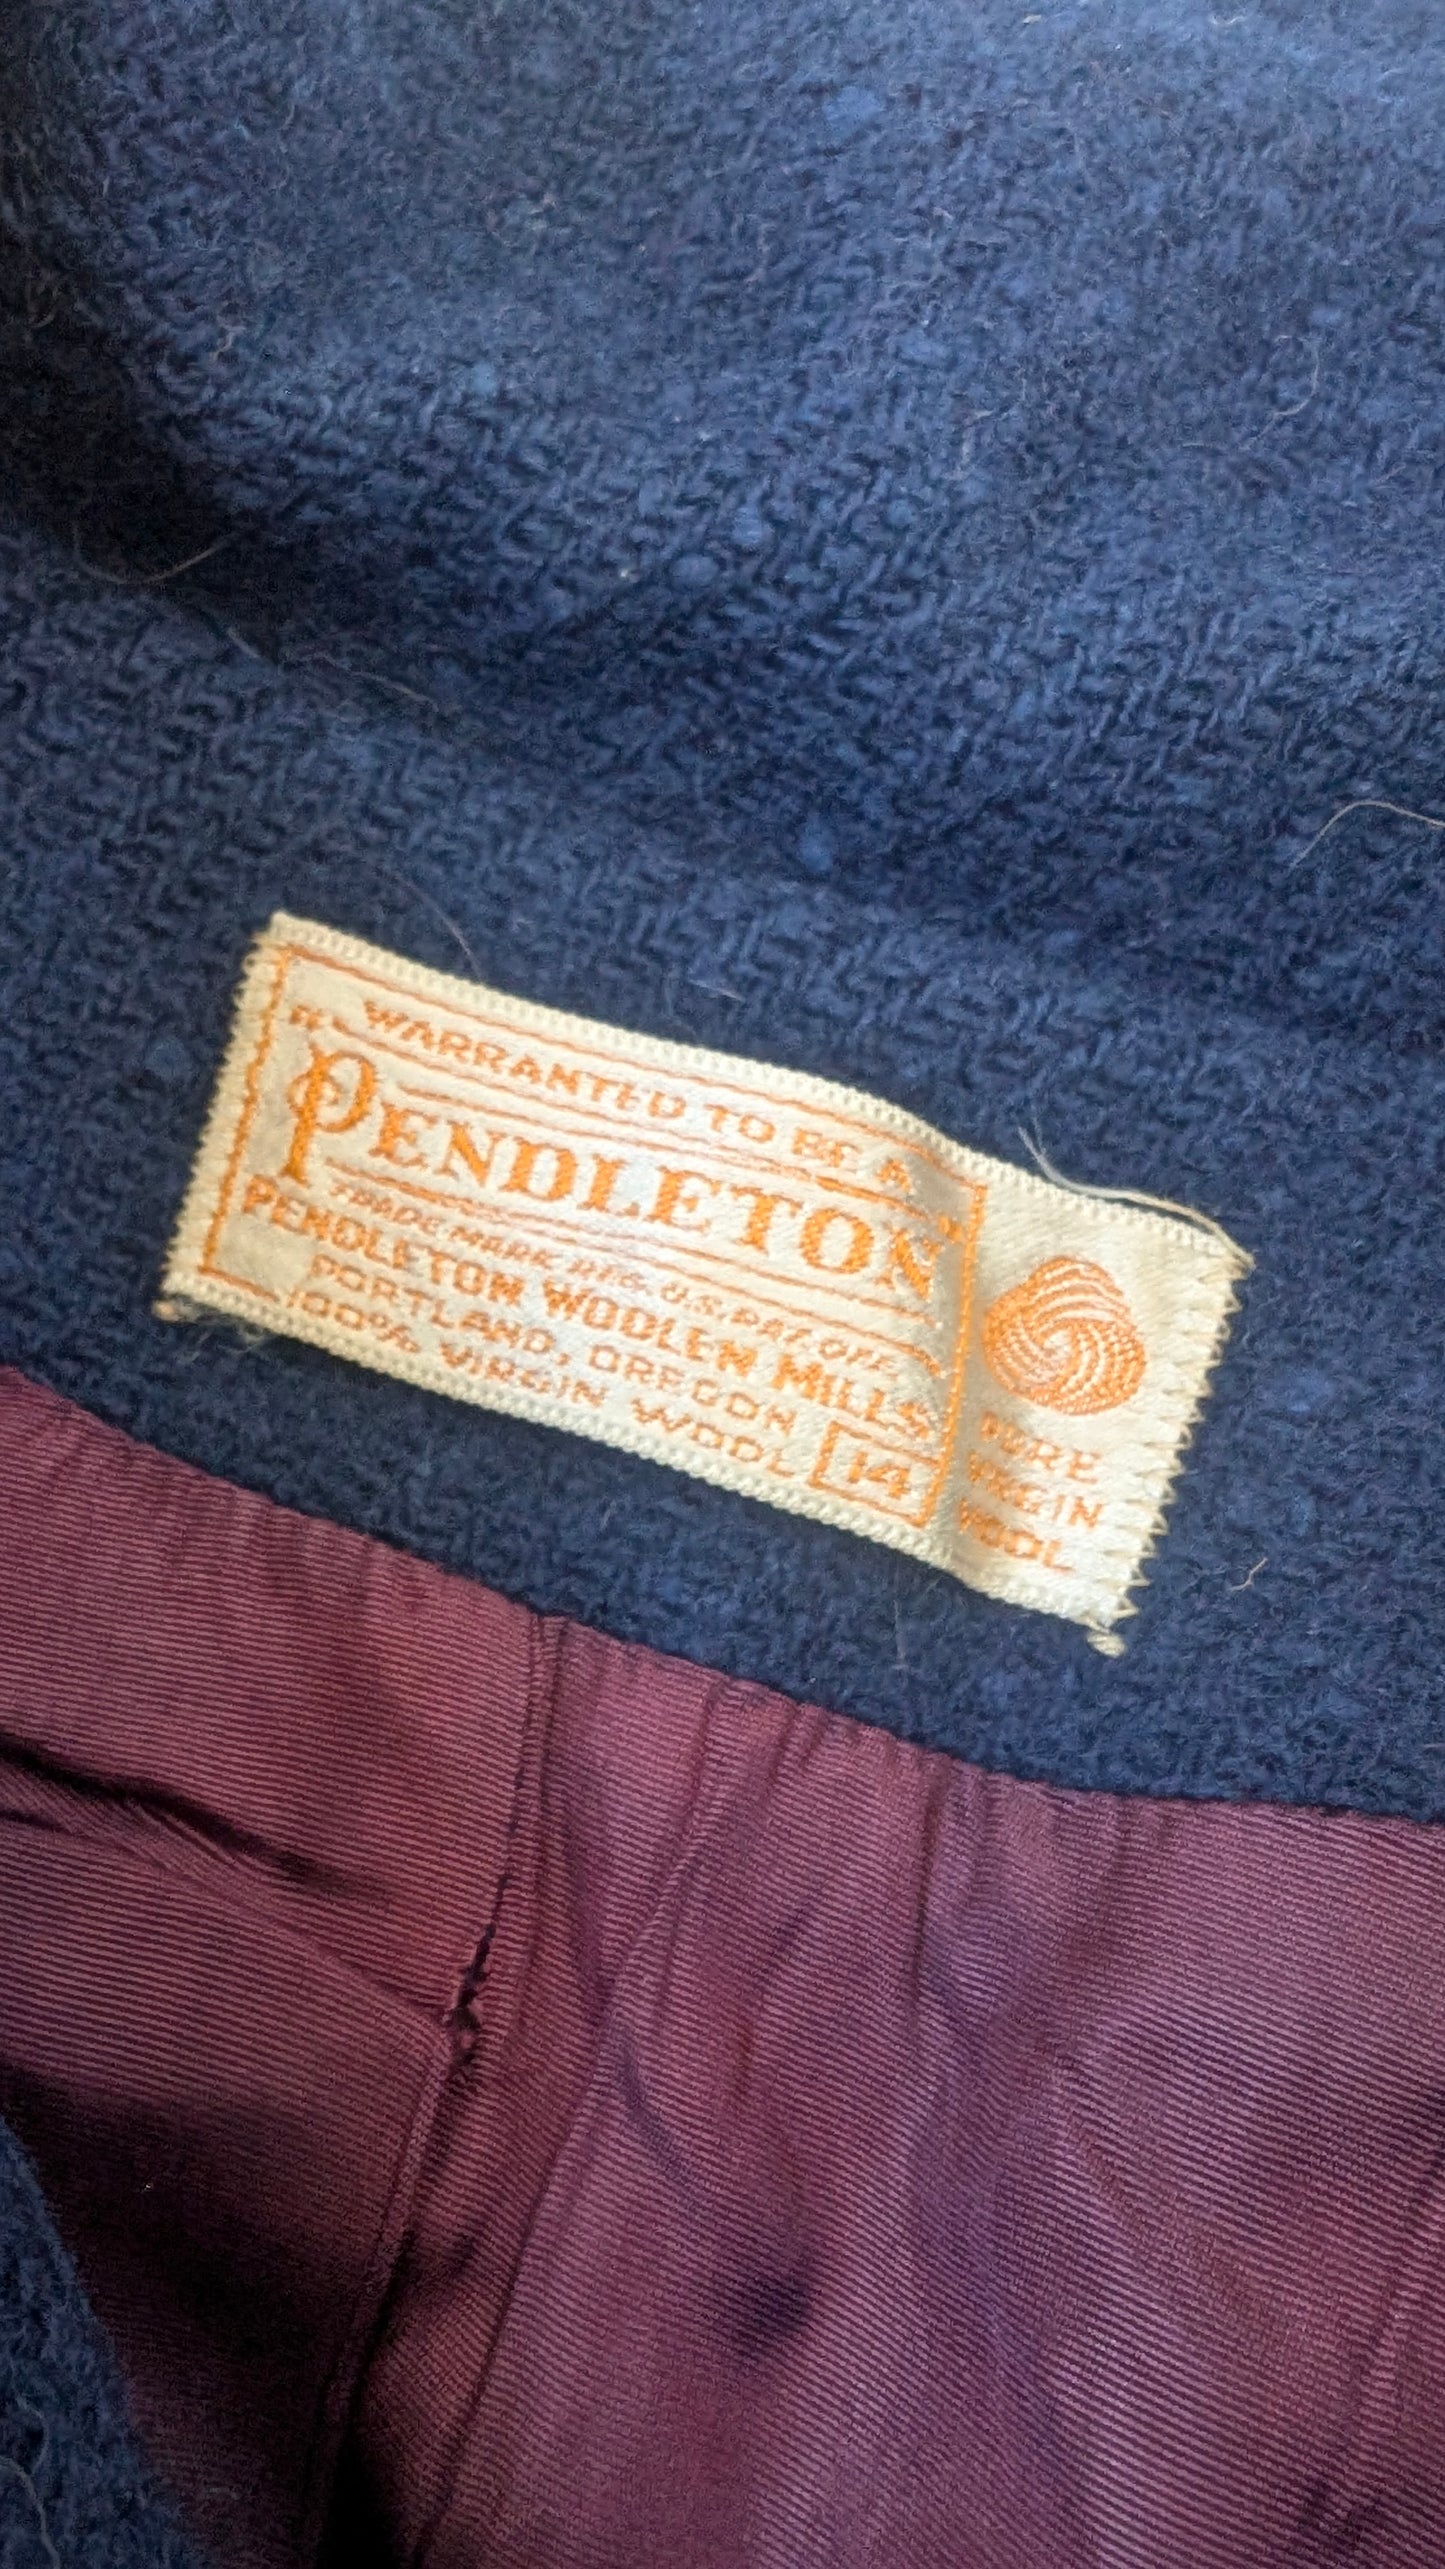 WARRANTED TO BE A
"PENDLETON"
TRADE MARK REG. U.S. PAT. OFF.
PENDLETON WOOLEN MILLS
PORTLAND, OREGON
100% VIRGIN WOOL
14
PURE
VIRGIN
WOOL